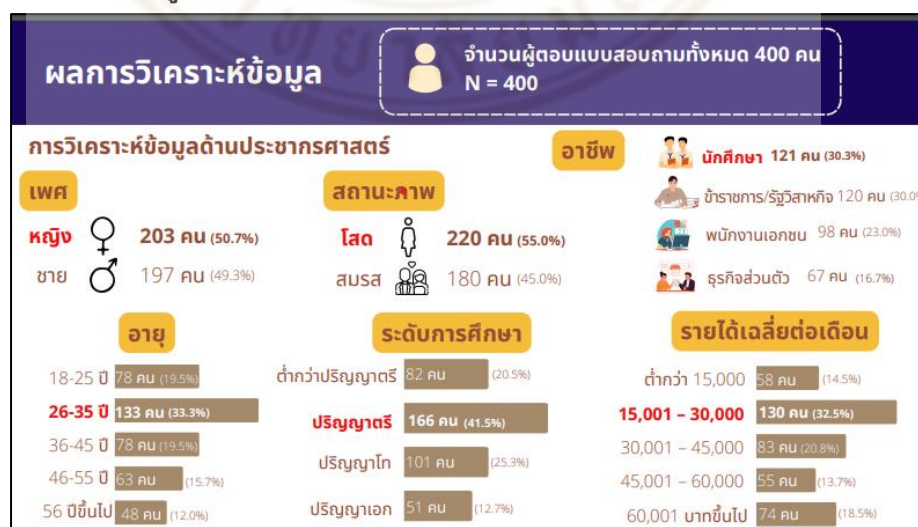 ผลการวิเคราะห์ข้อมูล
จำนวนผู้ตอบแบบสอบถามทั้งหมด 400 คน
N = 400
การวิเคราะห์ข้อมูลด้านประชากรศาสตร์
เพศ
หญิง 203 คน (50.7%)
ชาย 197 คน (49.3%)
สถานะภาพ
โสด 220 คน (55.0%)
สมรส 180 คน (45.0%)
อาชีพ
นักศึกษา 121 คน (30.3%)
ข้าราชการ/รัฐวิสาหกิจ 120 คน (30.0%
พนักงานเอกชน 98 คน (23.0%)
ธุรกิจส่วนตัว 67 คน (16.7%)
อายุ
18-25 ปี 78 คน (19.5%)
26-35 ปี 133 คน (33.3%)
36-45 ปี 78 คน (19.5%)
46-55 ปี 63 คน (15.7%)
56 ปีขึ้นไป 48 คน (12.0%)
ระดับการศึกษา
ต่ำกว่าปริญญาตรี 82 คน (20.5%)
ปริญญาตรี 166 คน (41.5%)
ปริญญาโท 101 คน (25.3%)
ปริญญาเอก 51 คน (12.7%)
รายได้เฉลี่ยต่อเดือน
ต่ำกว่า 15,000 58 คน (14.5%)
15,001 – 30,000 130 คน (32.5%)
30,001 – 45,000 83 คน (20.8%)
45,001 – 60,000 55 คน (13.7%)
60,001 บาทขึ้นไป 74 คน (18.5%)